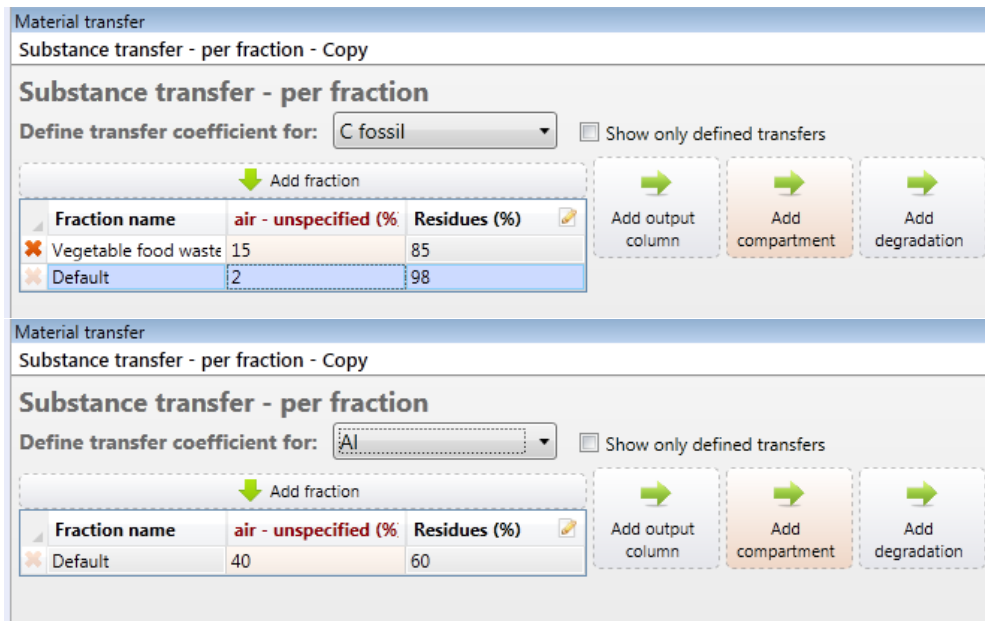 Material transfer
Substance transfer - per fraction - Copy
Substance transfer - per fraction
Define transfer coefficient for: C fossil Show only defined transfers
Add fraction
Add output column
Add compartment
Add degradation
Fraction name air - unspecified (% Residues (%)
Vegetable food waste 15 85
Default 2 98
Material transfer
Substance transfer - per fraction - Copy
Substance transfer - per fraction
Define transfer coefficient for: Al Show only defined transfers
Add fraction
Add output column
Add compartment
Add degradation
Fraction name air - unspecified (% Residues (%)
Default 40 60